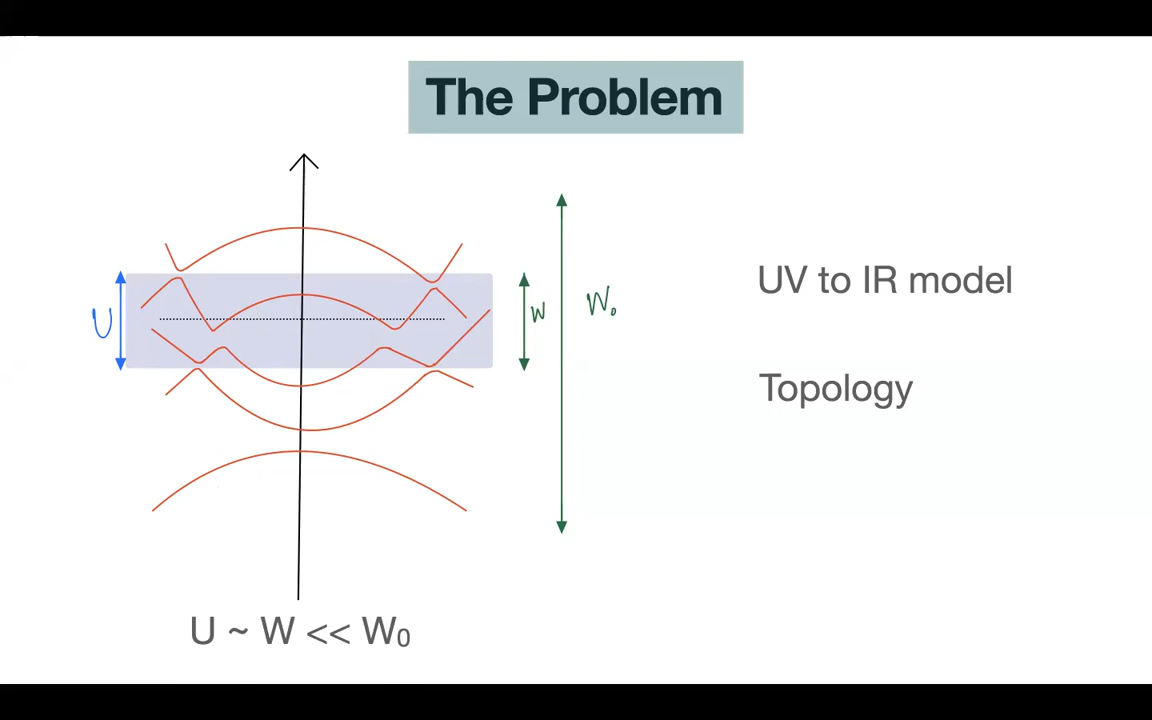 The Problem
U
W
W₀
UV to IR model
Topology
U ~ W << W₀